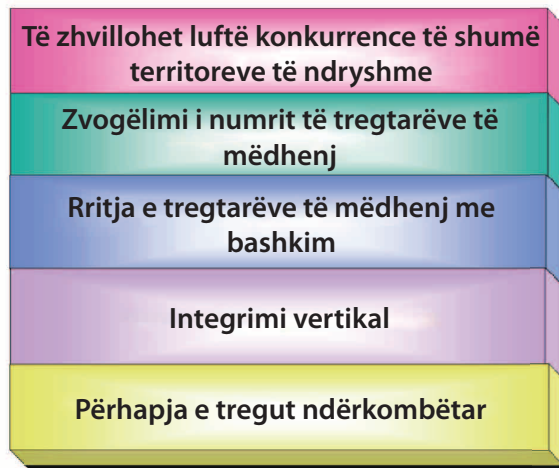 Të zhvillohet luftë konkurrence të shumë
territoreve të ndryshme
Zvogëlimi i numrit të tregtarëve të
mëdhenj
Rritja e tregtarëve të mëdhenj me
bashkim
Integrimi vertikal
Përhapja e tregut ndërkombëtar